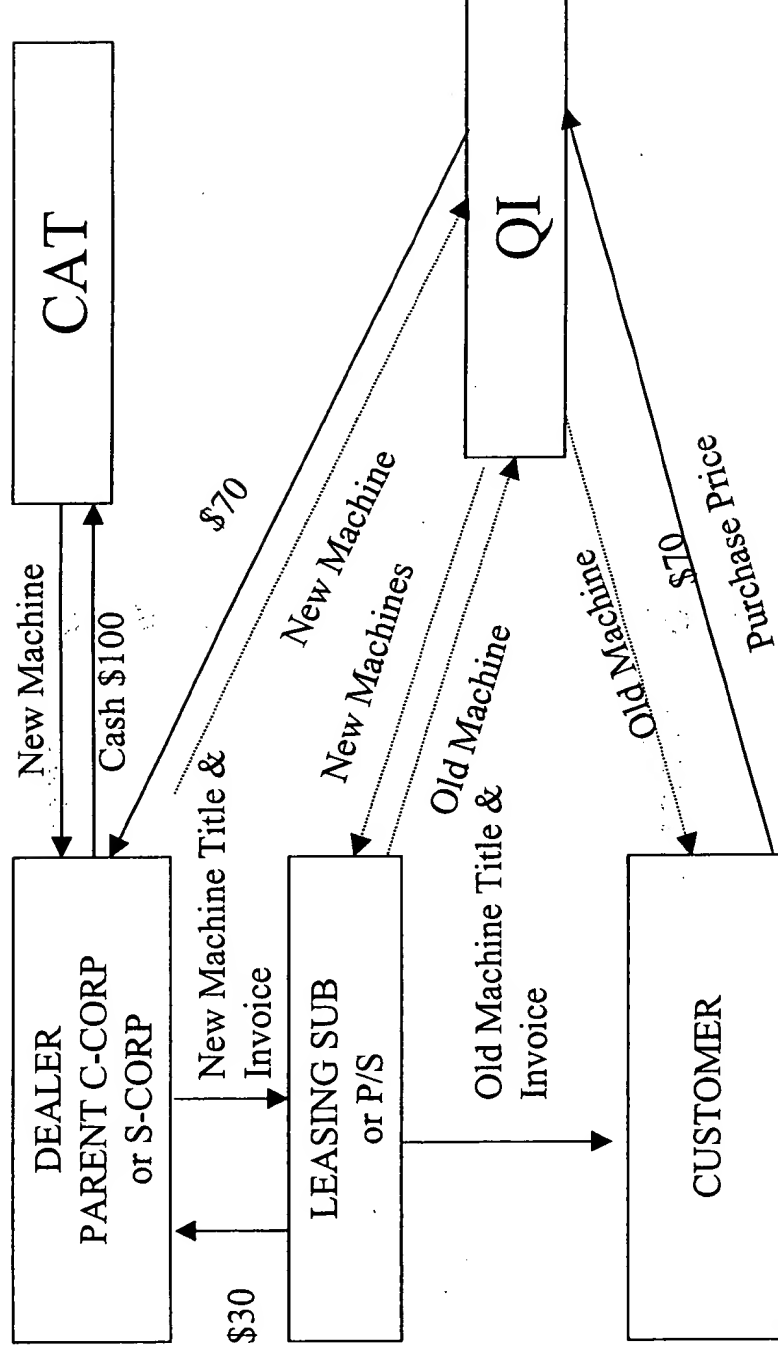 CAT
New Machine
Cash $100
DEALER
PARENT C-CORP
or S-CORP
$70
New Machine
QI
New Machine Title &
Invoice
$30
LEASING SUB
or P/S
New Machines
Old Machine
Old Machine Title &
Invoice
Old Machine
$70
Purchase Price
CUSTOMER